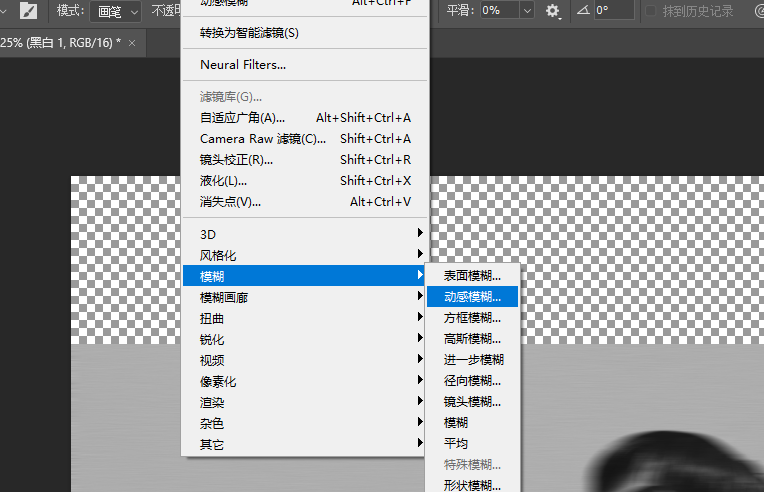 模式: 画笔 不透明
平滑: 0% 0° 抹到历史记录
25% (黑白 1, RGB/16) * ×
动感模糊 Alt+Ctrl+F
转换为智能滤镜(S)
Neural Filters...
滤镜库(G)...
自适应广角(A)... Alt+Shift+Ctrl+A
Camera Raw 滤镜(C)... Shift+Ctrl+A
镜头校正(R)... Shift+Ctrl+R
液化(L)... Shift+Ctrl+X
消失点(V)... Alt+Ctrl+V
3D
风格化
模糊
模糊画廊
扭曲
锐化
视频
像素化
渲染
杂色
其它
表面模糊...
动感模糊...
方框模糊...
高斯模糊...
进一步模糊
径向模糊...
镜头模糊...
模糊
平均
特殊模糊...
形状模糊...